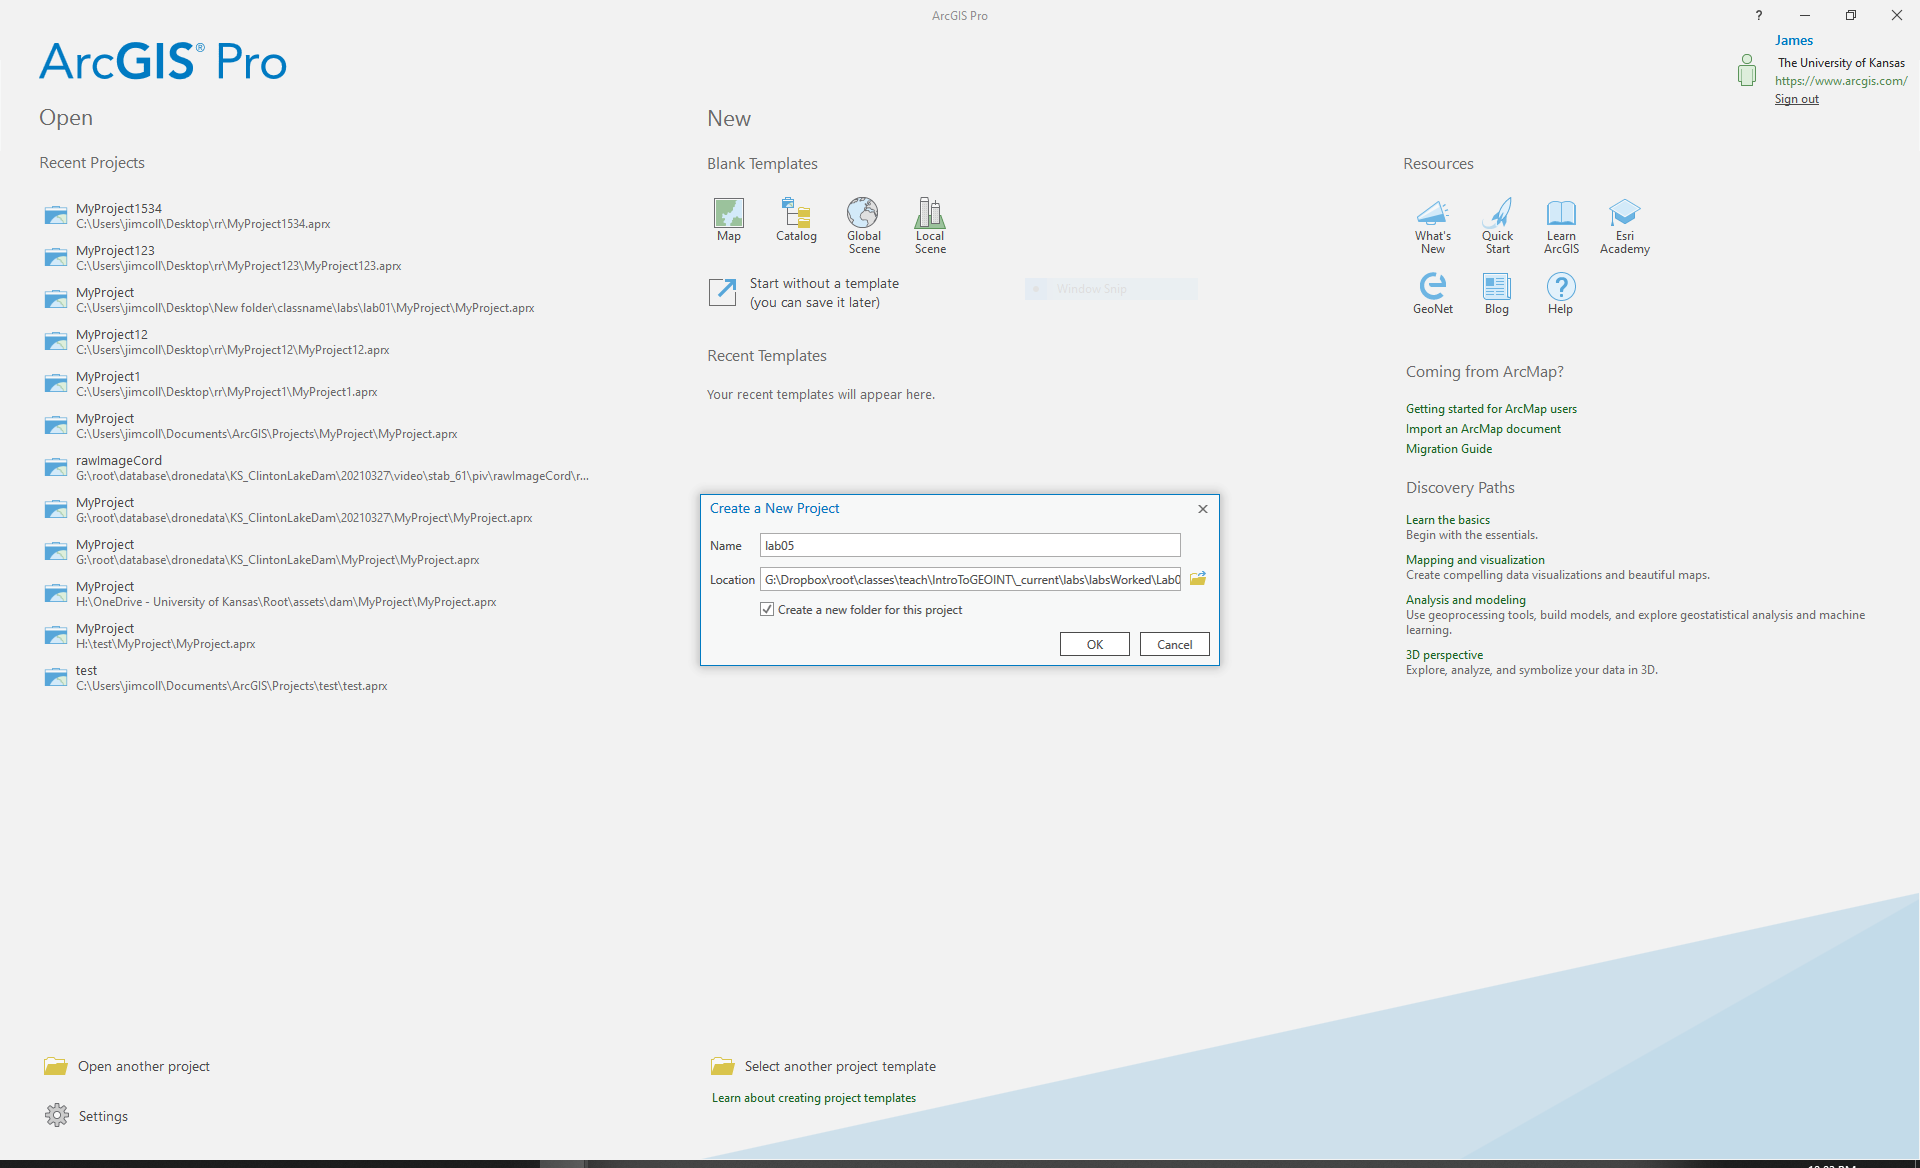 ArcGIS Pro
?
ArcGIS® Pro
James
The University of Kansas
https://www.arcgis.com/
Sign out
Open
Recent Projects
MyProject1534
C:\Users\jimcoll\Desktop\rr\MyProject1534.aprx
MyProject123
C:\Users\jimcoll\Desktop\rr\MyProject123\MyProject123.aprx
MyProject
C:\Users\jimcoll\Desktop\New folder\classname\labs\lab01\MyProject\MyProject.aprx
MyProject12
C:\Users\jimcoll\Desktop\rr\MyProject12\MyProject12.aprx
MyProject1
C:\Users\jimcoll\Desktop\rr\MyProject1\MyProject1.aprx
MyProject
C:\Users\jimcoll\Documents\ArcGIS\Projects\MyProject\MyProject.aprx
rawImageCord
G:\root\database\dronedata\KS_ClintonLakeDam\20210327\video\stab_61\piv\rawImageCord\r...
MyProject
G:\root\database\dronedata\KS_ClintonLakeDam\20210327\MyProject\MyProject.aprx
MyProject
G:\root\database\dronedata\KS_ClintonLakeDam\MyProject\MyProject.aprx
MyProject
H:\OneDrive - University of Kansas\Root\assets\dam\MyProject\MyProject.aprx
MyProject
H:\test\MyProject\MyProject.aprx
test
C:\Users\jimcoll\Documents\ArcGIS\Projects\test\test.aprx
Open another project
Settings
New
Blank Templates
Map
Catalog
Global
Scene
Local
Scene
Start without a template
(you can save it later)
Window Snip
Recent Templates
Your recent templates will appear here.
Create a New Project
Name
lab05
Location
G:\Dropbox\root\classes\teach\IntroToGEOINT\_current\labs\labsWorked\Lab0
Create a new folder for this project
OK
Cancel
Select another project template
Learn about creating project templates
Resources
What's
New
Quick
Start
Learn
ArcGIS
Esri
Academy
GeoNet
Blog
Help
Coming from ArcMap?
Getting started for ArcMap users
Import an ArcMap document
Migration Guide
Discovery Paths
Learn the basics
Begin with the essentials.
Mapping and visualization
Create compelling data visualizations and beautiful maps.
Analysis and modeling
Use geoprocessing tools, build models, and explore geostatistical analysis and machine
learning.
3D perspective
Explore, analyze, and symbolize your data in 3D.